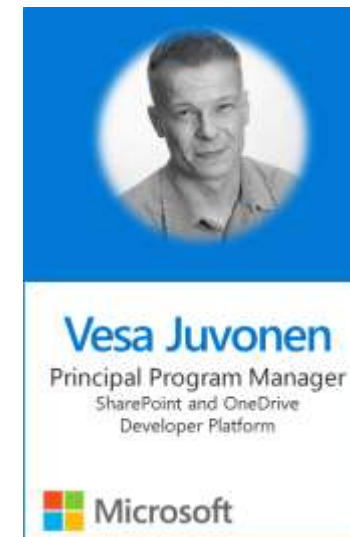 Vesa Juvonen
Principal Program Manager
SharePoint and OneDrive
Developer Platform
Microsoft